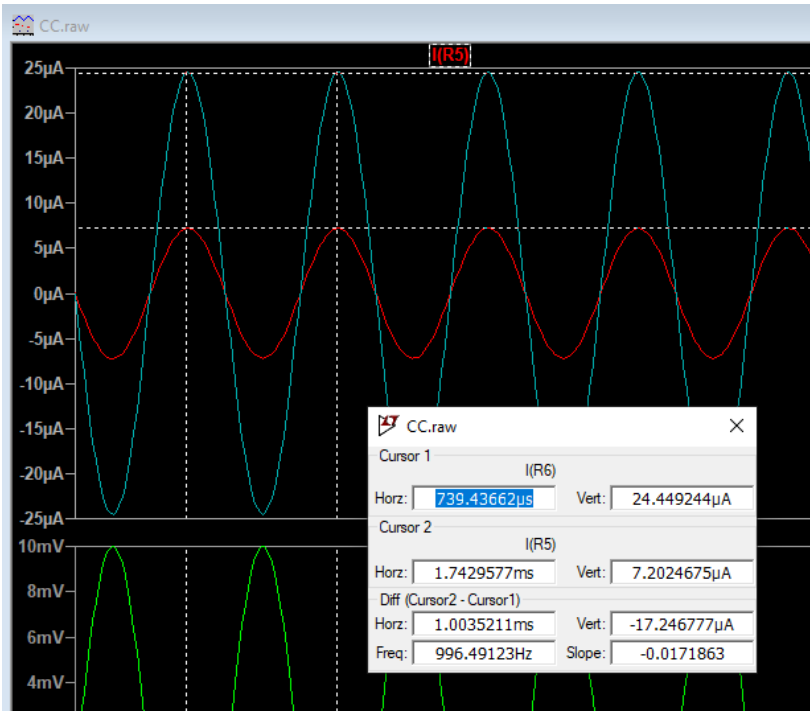 CC.raw
I(R5)
25µA
20µA
15µA
10µA
5µA
0µA
-5µA
-10µA
-15µA
-20µA
-25µA
10mV
8mV
6mV
4mV
CC.raw
Cursor 1
I(R6)
Horz: 739.43662µs Vert: 24.449244µA
Cursor 2
I(R5)
Horz: 1.7429577ms Vert: 7.2024675µA
Diff (Cursor2 - Cursor1)
Horz: 1.0035211ms Vert: -17.246777µA
Freq: 996.49123Hz Slope: -0.0171863